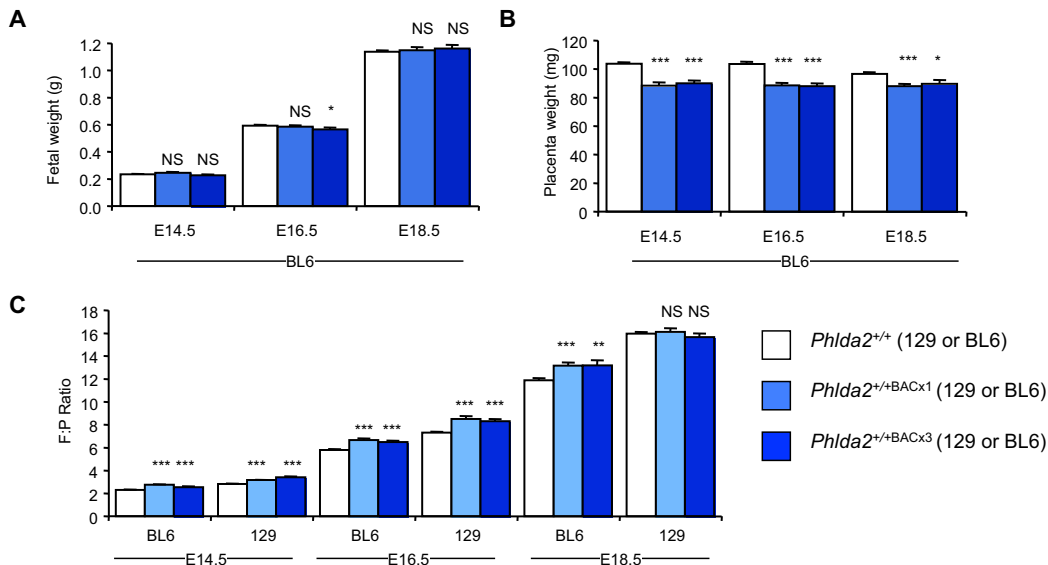 A
Fetal weight (g)
1.2
1.0
0.8
0.6
0.4
0.2
0.0
NS NS
NS *
NS NS
E14.5 E16.5 E18.5
BL6
B
Placenta weight (mg)
120
100
80
60
40
20
0
*** *** *** *** *** *
E14.5 E16.5 E18.5
BL6
C
F:P Ratio
18
16
14
12
10
8
6
4
2
0
*** *** *** *** *** *** *** *** *** ** NS NS
BL6 129 BL6 129 BL6 129
E14.5 E16.5 E18.5
Phlda2+/+ (129 or BL6)
Phlda2+/+BACx1 (129 or BL6)
Phlda2+/+BACx3 (129 or BL6)